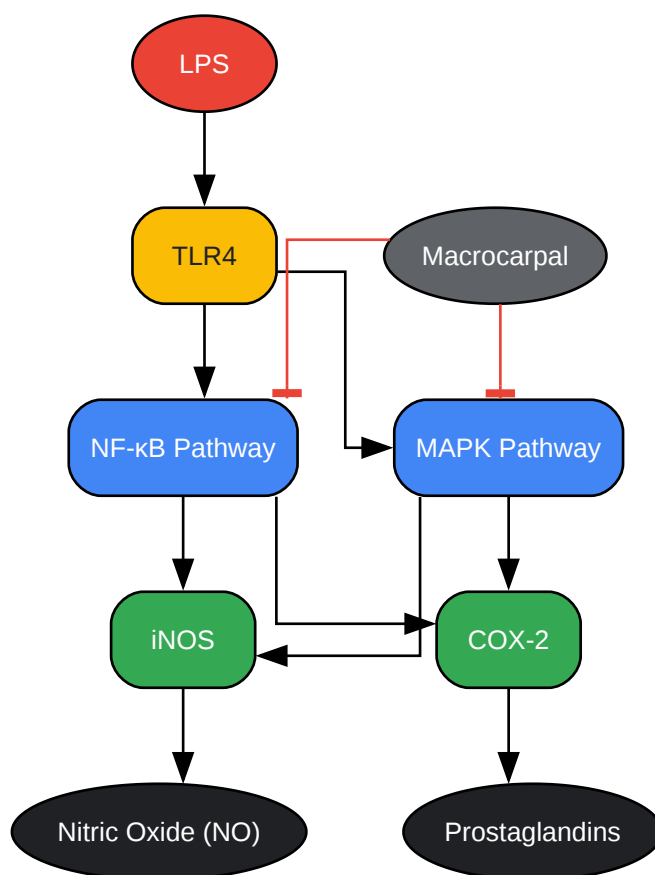 LPS
TLR4
Macrocarpal
NF-κB Pathway
MAPK Pathway
iNOS
COX-2
Nitric Oxide (NO)
Prostaglandins